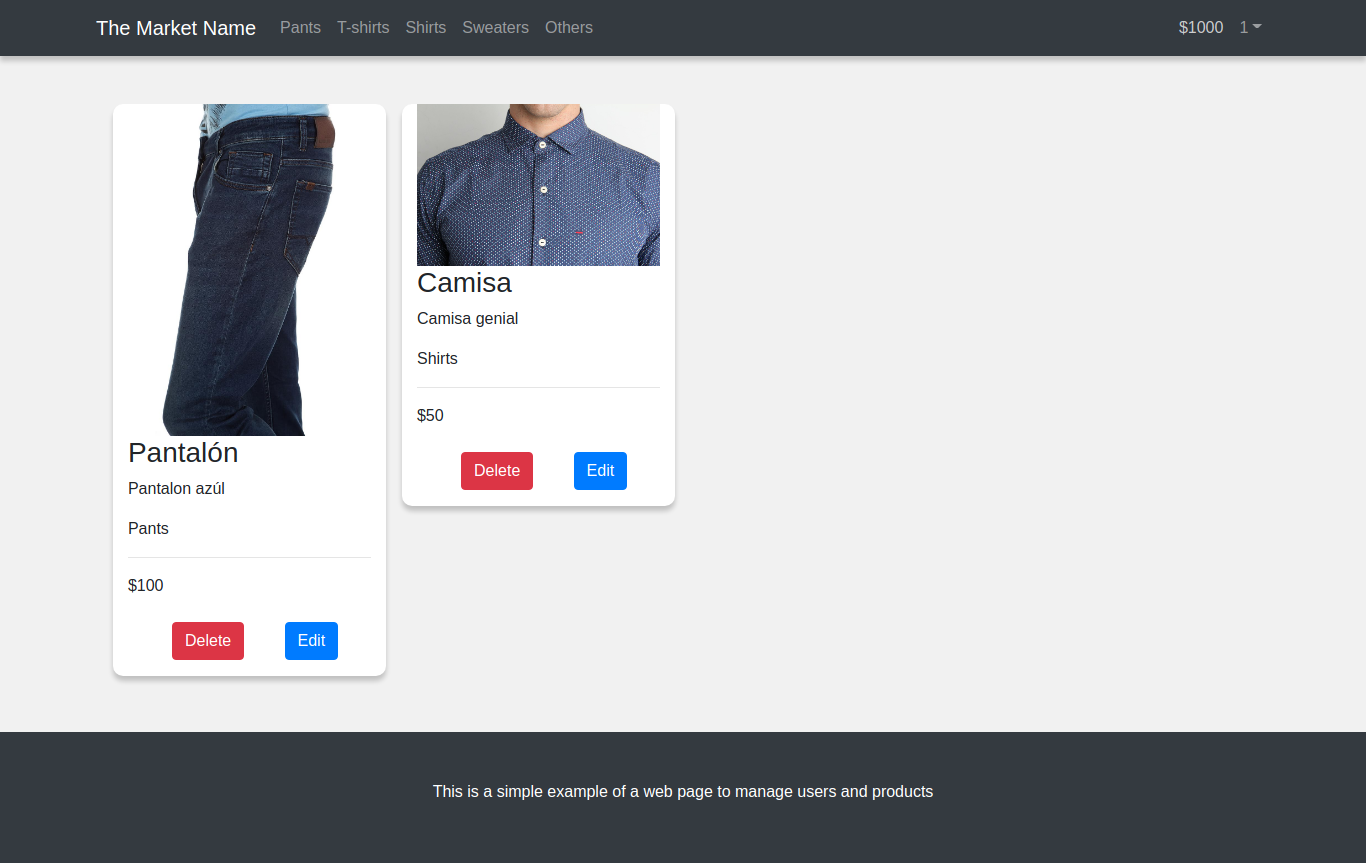 The Market Name Pants T-shirts Shirts Sweaters Others $1000 1
Pantalón
Pantalon azúl
Pants
$100
Delete Edit
Camisa
Camisa genial
Shirts
$50
Delete Edit
This is a simple example of a web page to manage users and products